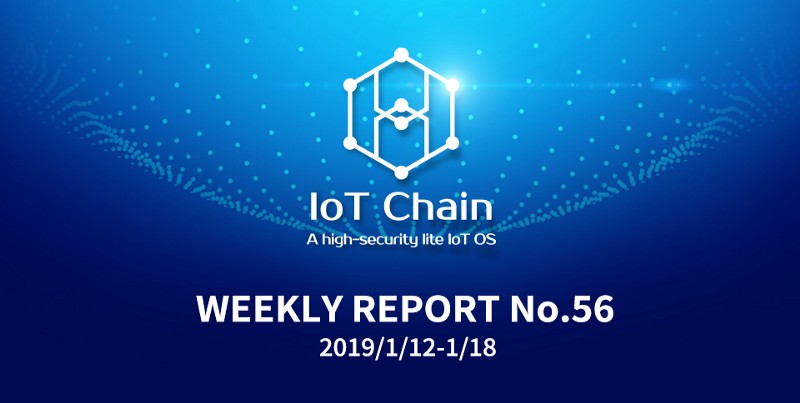 IoT Chain
A high-security lite IoT OS
WEEKLY REPORT No.56
2019/1/12-1/18